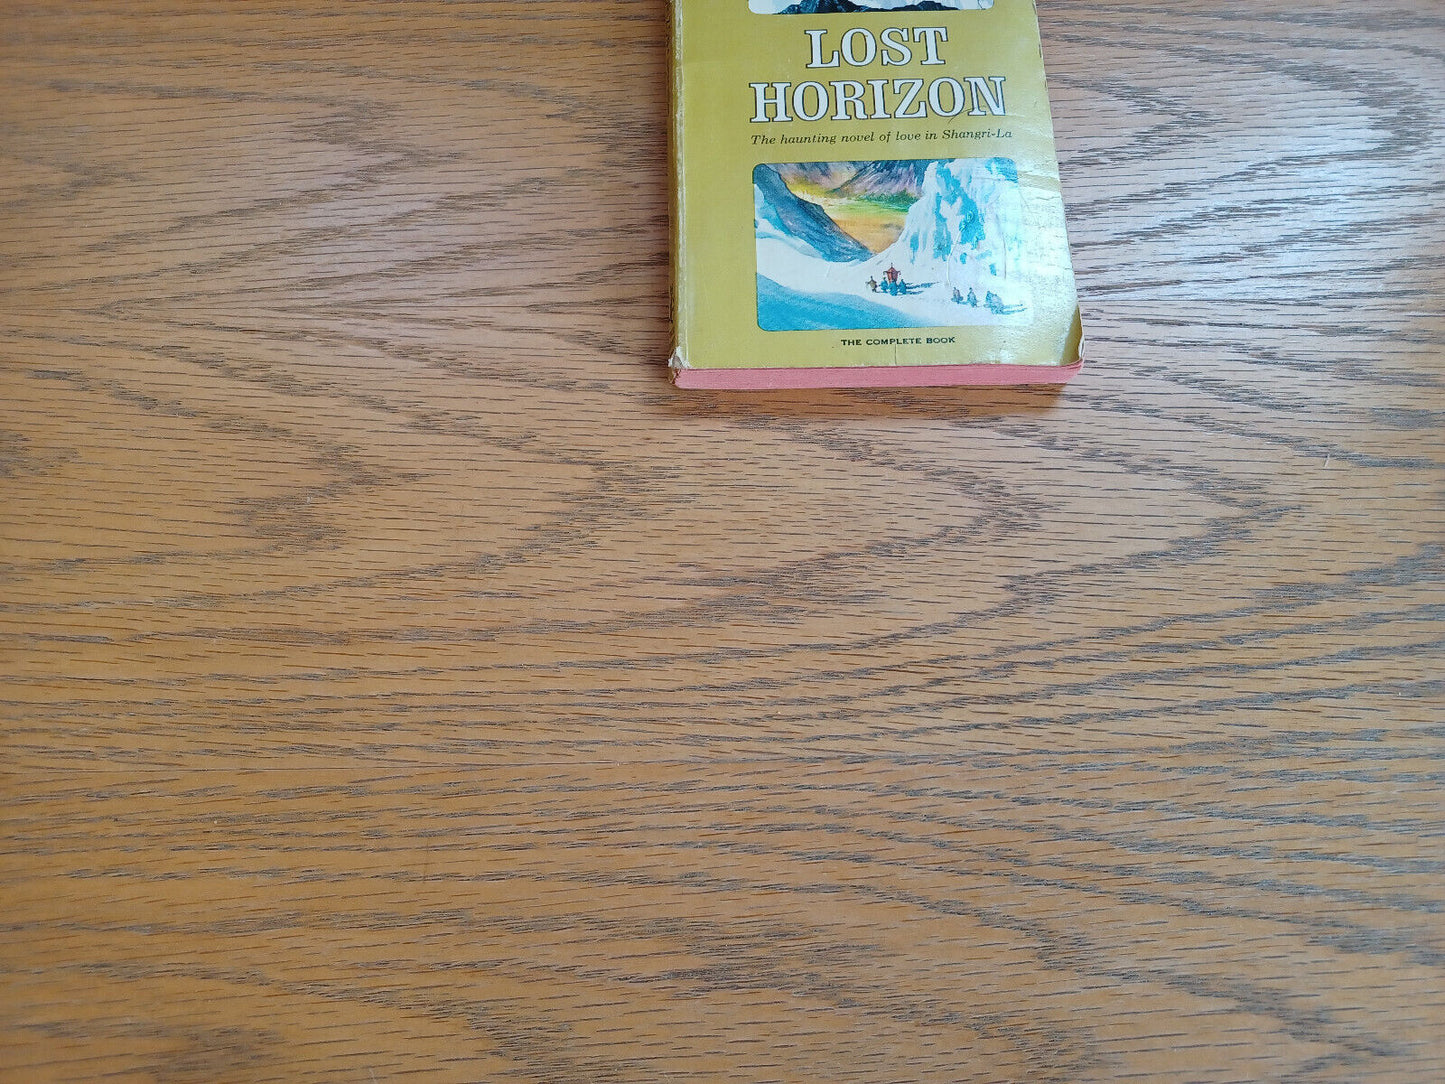 LOST
HORIZON
The haunting novel of love in Shangri-La
THE COMPLETE BOOK